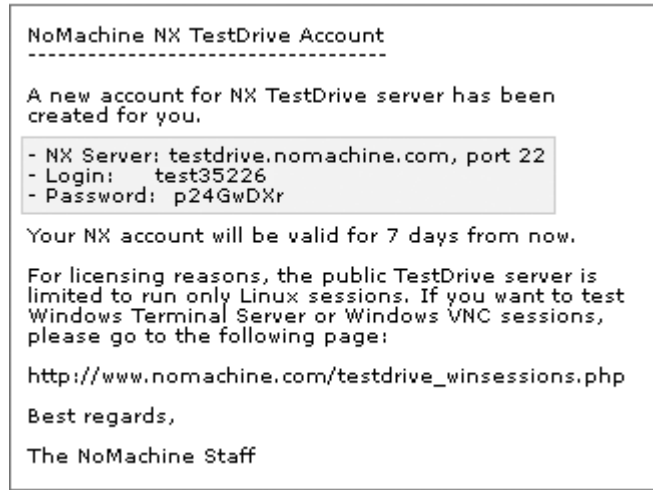 NoMachine NX TestDrive Account
------------------------------------
A new account for NX TestDrive server has been
created for you.
- NX Server: testdrive.nomachine.com, port 22
- Login: test35226
- Password: p24GwDXr
Your NX account will be valid for 7 days from now.
For licensing reasons, the public TestDrive server is
limited to run only Linux sessions. If you want to test
Windows Terminal Server or Windows VNC sessions,
please go to the following page:
http://www.nomachine.com/testdrive_winsessions.php
Best regards,
The NoMachine Staff